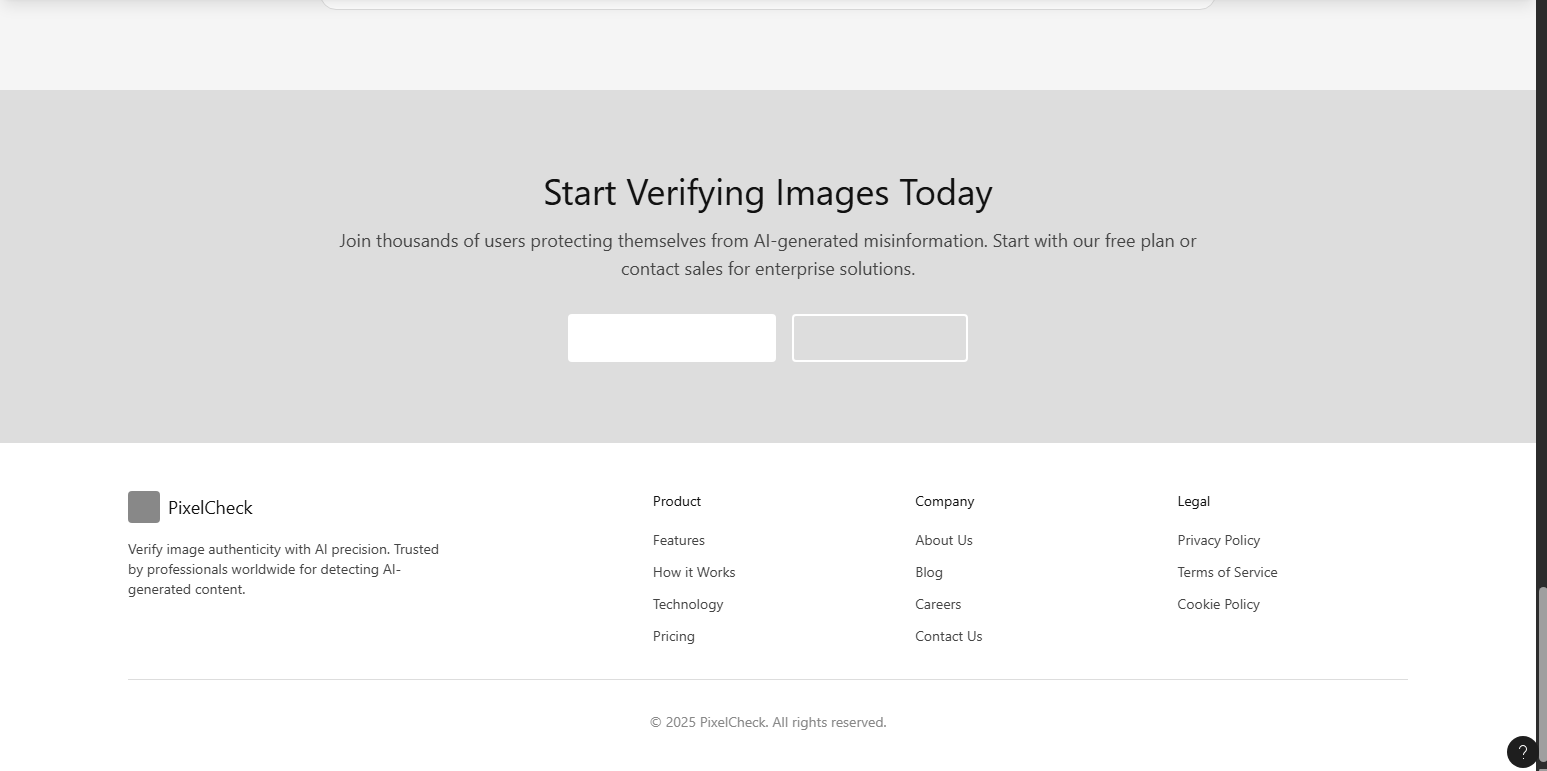 Start Verifying Images Today
Join thousands of users protecting themselves from AI-generated misinformation. Start with our free plan or
contact sales for enterprise solutions.
PixelCheck
Verify image authenticity with AI precision. Trusted
by professionals worldwide for detecting AI-
generated content.
Product
Features
How it Works
Technology
Pricing
Company
About Us
Blog
Careers
Contact Us
Legal
Privacy Policy
Terms of Service
Cookie Policy
© 2025 PixelCheck. All rights reserved.
?